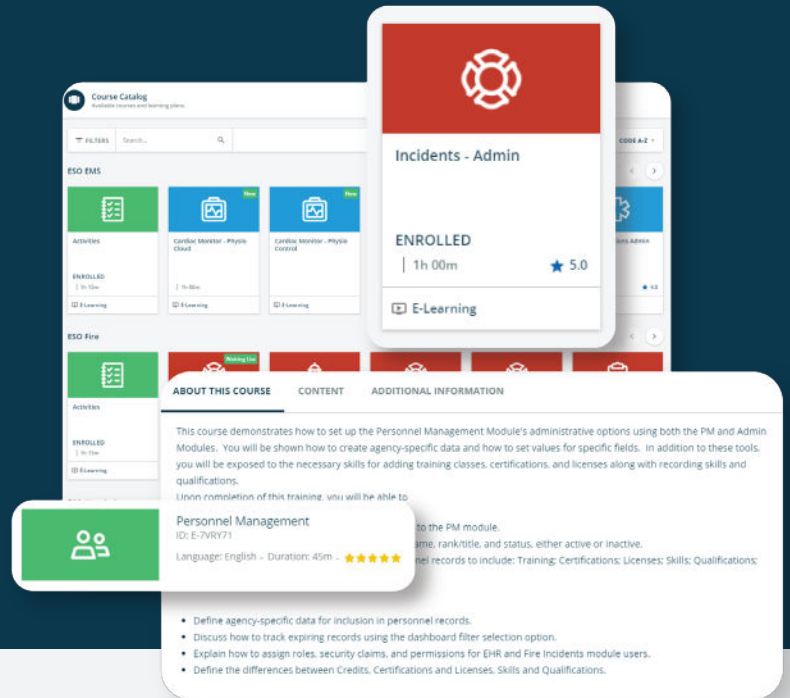 Course Catalog
Available courses and learning plans.
FILTERS
Search...
CODE A-Z
ESO EMS
Activities
ENROLLED
E-Learning
New
Cardiac Monitor - Physio
Cloud
E-Learning
New
Cardiac Monitor - Physio
Control
E-Learning
Admin
Incidents - Admin
ENROLLED
1h 00m
5.0
E-Learning
ESO Fire
Activities
ENROLLED
E-Learning
Waiting List
ABOUT THIS COURSE
CONTENT
ADDITIONAL INFORMATION
This course demonstrates how to set up the Personnel Management Module's administrative options using both the PM and Admin
Modules. You will be shown how to create agency-specific data and how to set values for specific fields. In addition to these tools,
you will be exposed to the necessary skills for adding training classes, certifications, and licenses along with recording skills and
qualifications.
Upon completion of this training, you will be able to
to the PM module.
rank/title, and status, either active or inactive.
records to include: Training; Certifications; Licenses; Skills; Qualifications;
Personnel Management
ID: E-7VRY71
Language: English - Duration: 45m -
• Define agency-specific data for inclusion in personnel records.
• Discuss how to track expiring records using the dashboard filter selection option.
• Explain how to assign roles, security claims, and permissions for EHR and Fire Incidents module users.
• Define the differences between Credits, Certifications and Licenses, Skills and Qualifications.